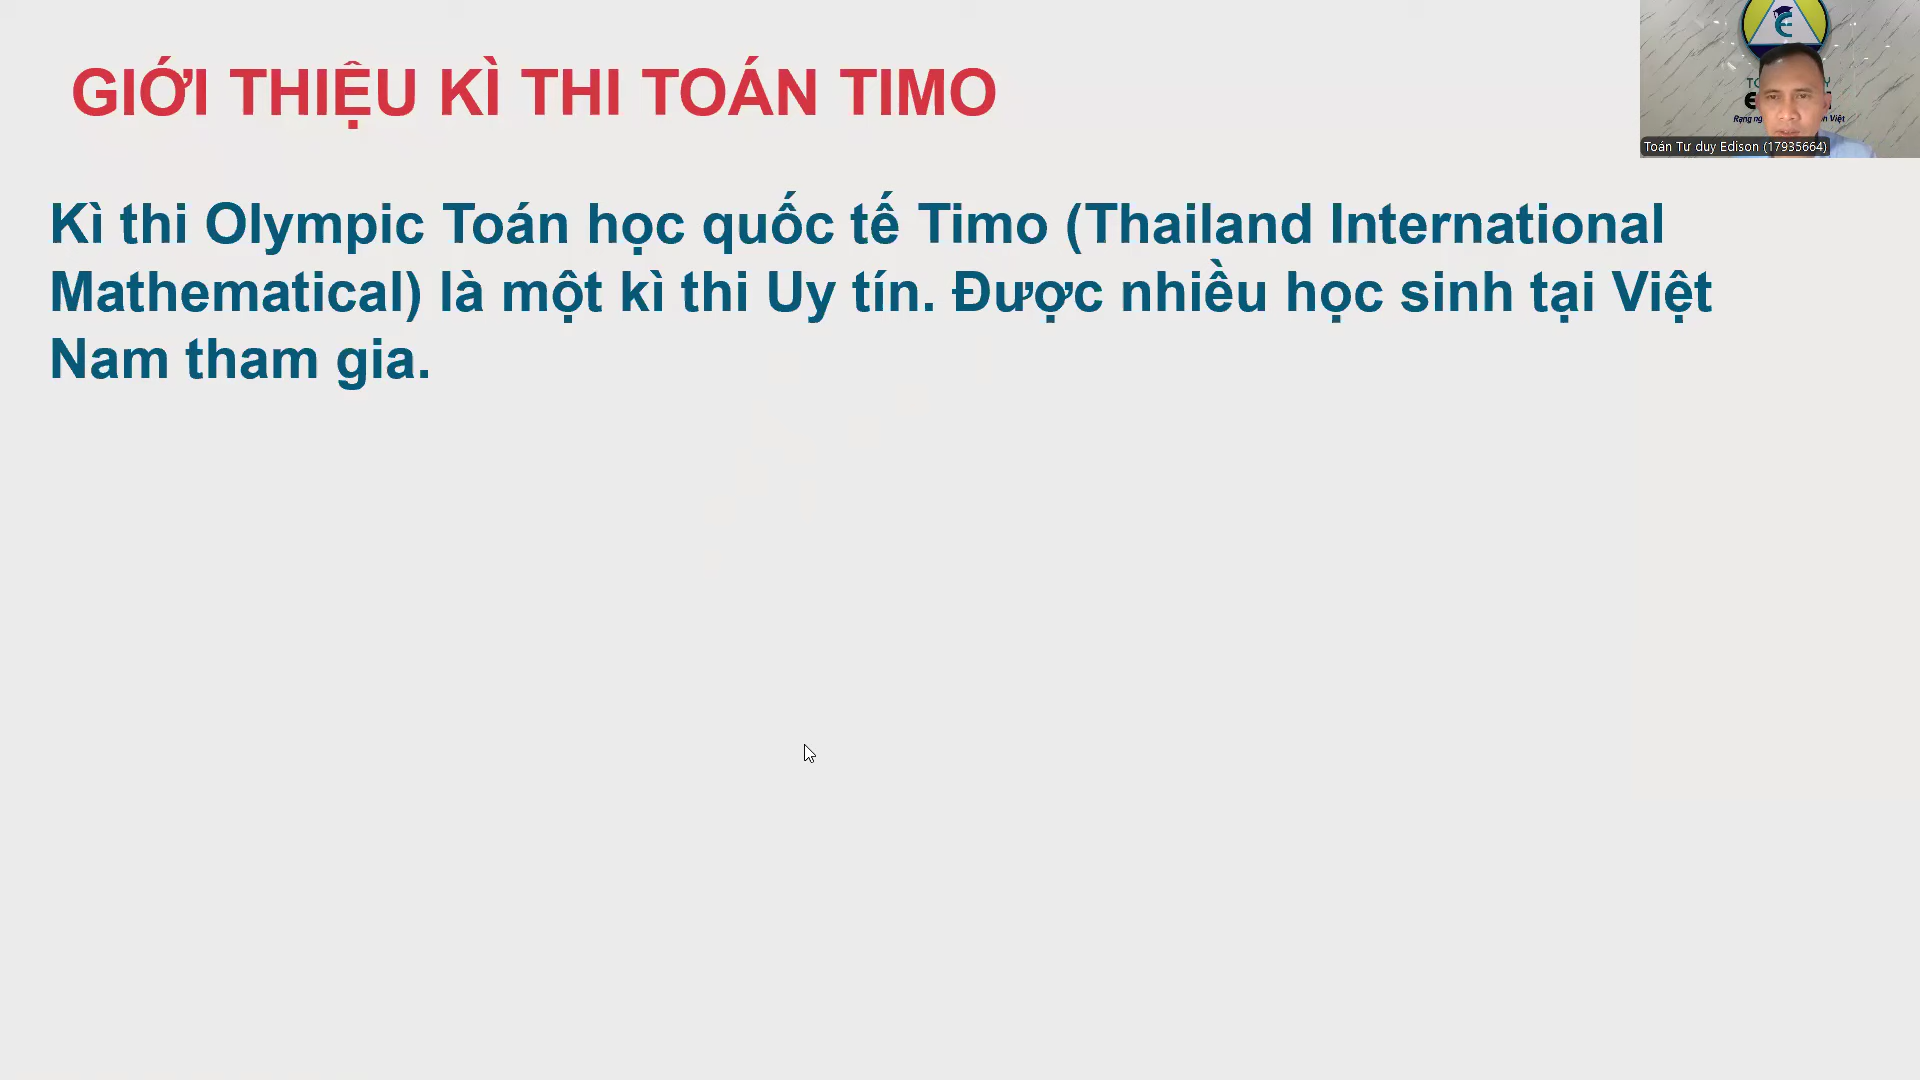 GIỚI THIỆU KÌ THI TOÁN TIMO
Kì thi Olympic Toán học quốc tế Timo (Thailand International
Mathematical) là một kì thi Uy tín. Được nhiều học sinh tại Việt
Nam tham gia.
Toán Tư duy Edison (17935664)